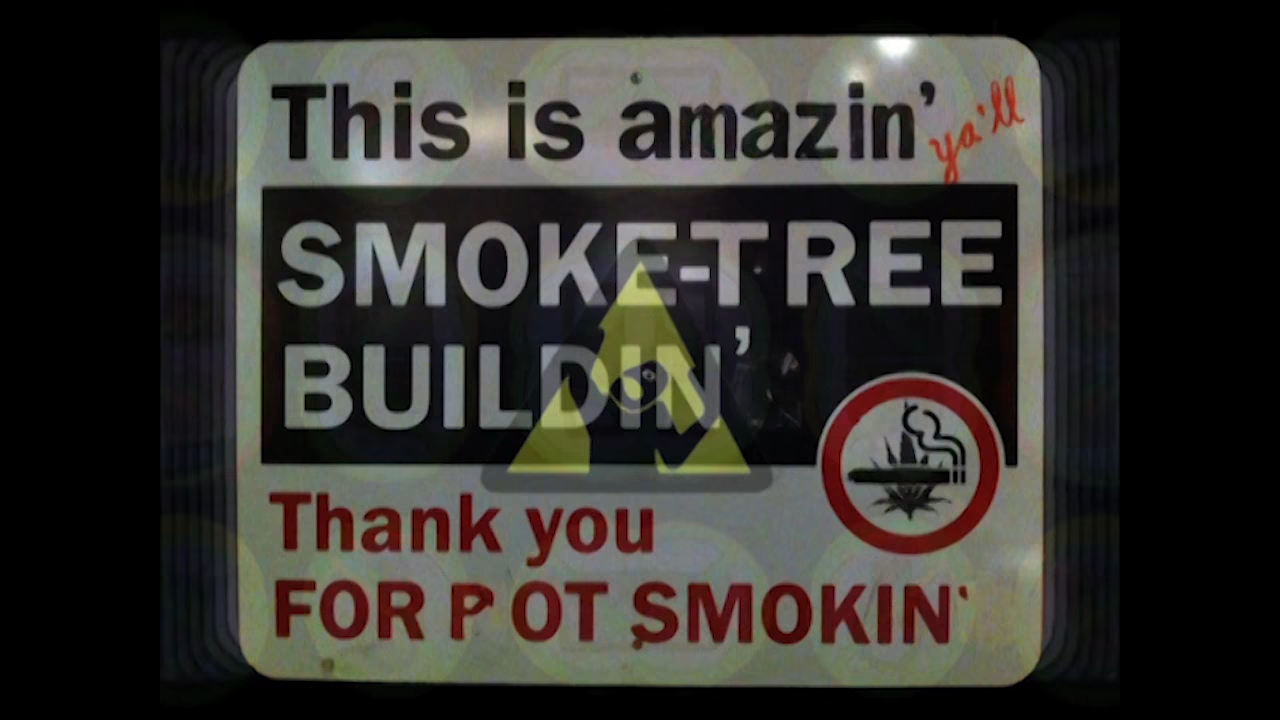 This is amazin' ya'll
SMOKE-TREE
BUILDIN'
Thank you
FOR POT SMOKIN'